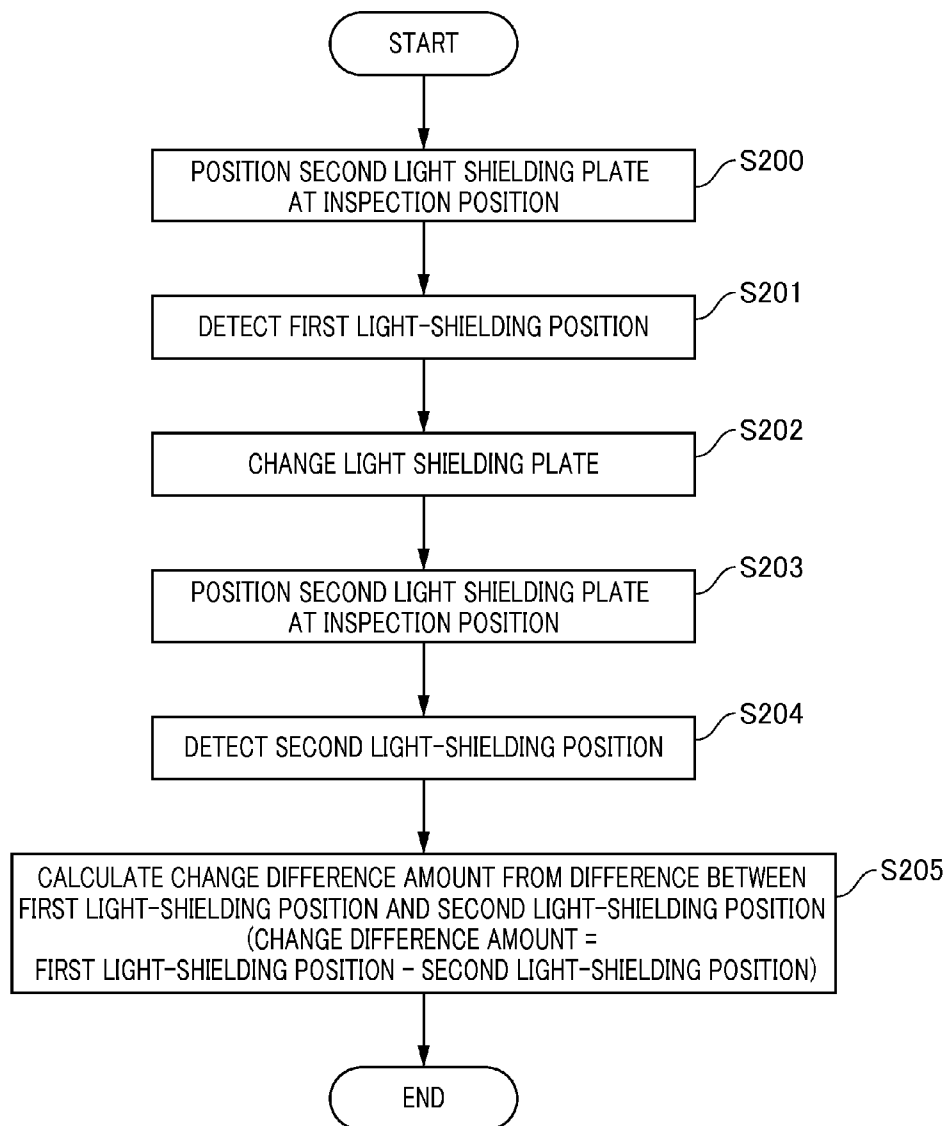 START
POSITION SECOND LIGHT SHIELDING PLATE
AT INSPECTION POSITION
S200
DETECT FIRST LIGHT-SHIELDING POSITION
S201
CHANGE LIGHT SHIELDING PLATE
S202
POSITION SECOND LIGHT SHIELDING PLATE
AT INSPECTION POSITION
S203
DETECT SECOND LIGHT-SHIELDING POSITION
S204
CALCULATE CHANGE DIFFERENCE AMOUNT FROM DIFFERENCE BETWEEN
FIRST LIGHT-SHIELDING POSITION AND SECOND LIGHT-SHIELDING POSITION
(CHANGE DIFFERENCE AMOUNT =
FIRST LIGHT-SHIELDING POSITION - SECOND LIGHT-SHIELDING POSITION)
S205
END